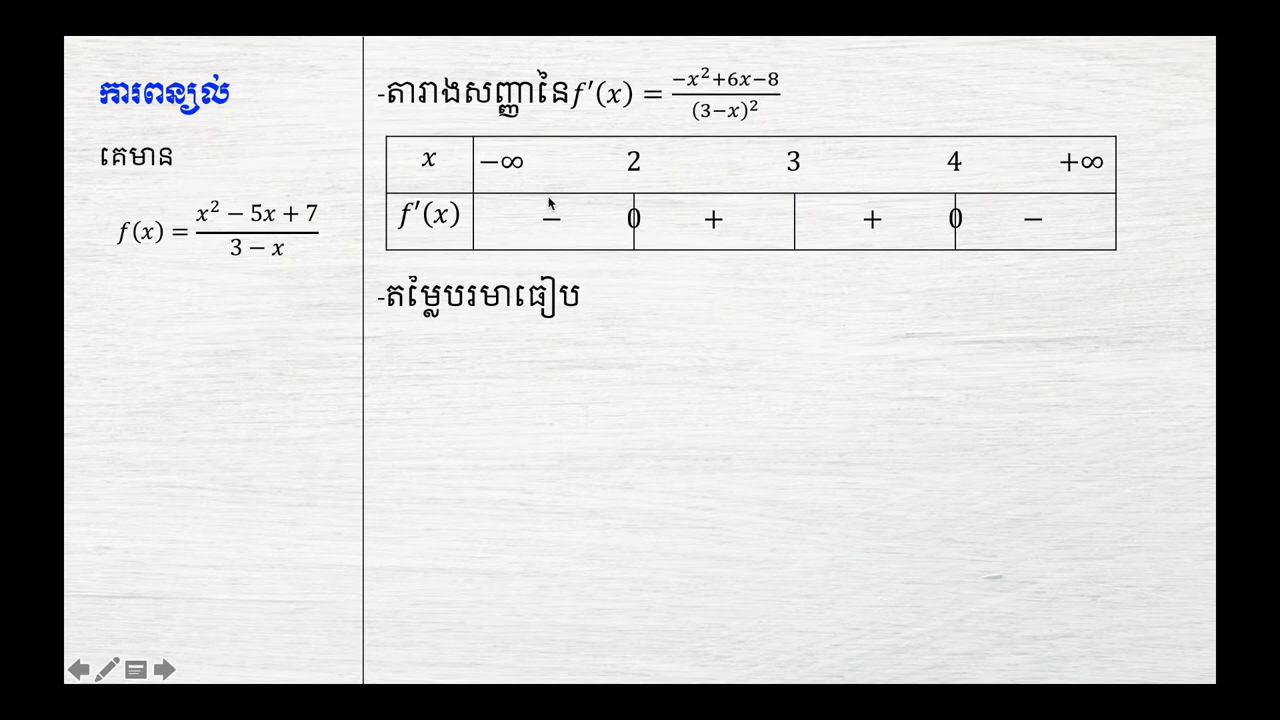 ការពន្យល់
គេមាន
f(x) = (x² − 5x + 7)/(3 − x)
-តារាងសញ្ញានៃf′(x) = (−x²+6x−8)/(3−x)²
x −∞ 2 3 4 +∞
f′(x) − 0 + + 0 −
-តម្លៃបរមាធៀប